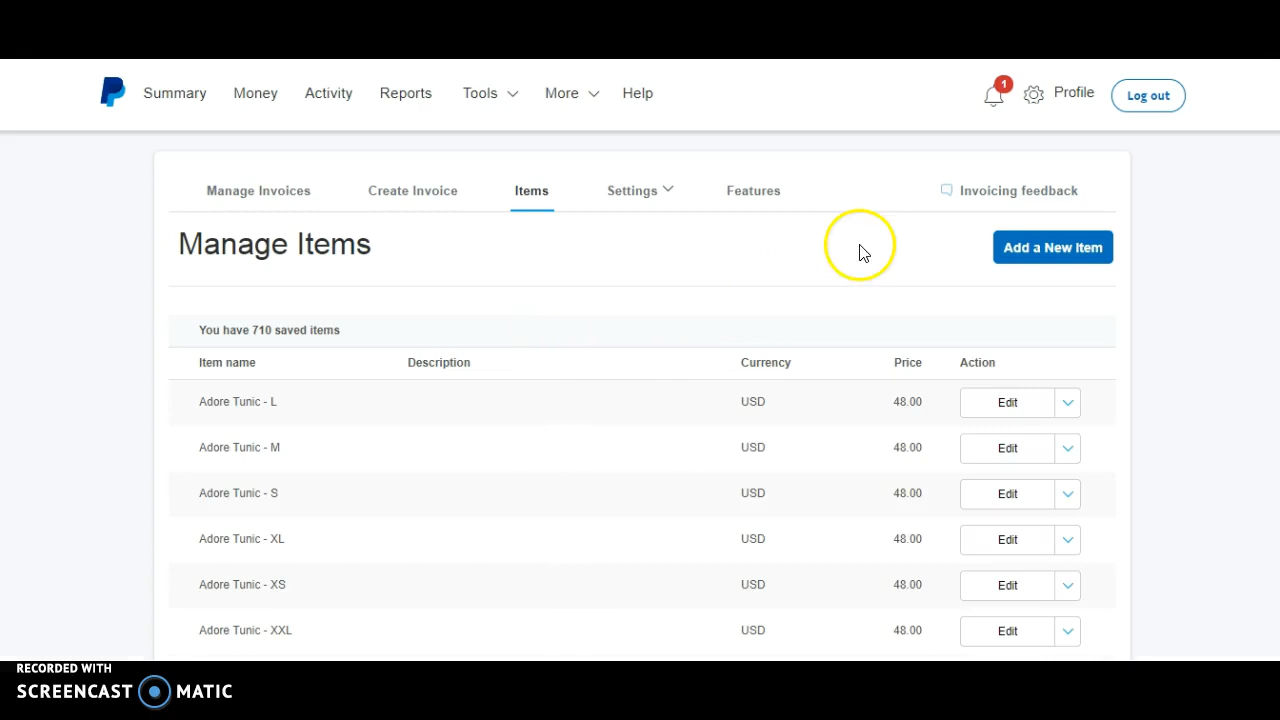 Summary Money Activity Reports Tools More Help 1 Profile Log out
Manage Invoices Create Invoice Items Settings Features Invoicing feedback
Manage Items Add a New Item
You have 710 saved items
Item name Description Currency Price Action
Adore Tunic - L USD 48.00 Edit
Adore Tunic - M USD 48.00 Edit
Adore Tunic - S USD 48.00 Edit
Adore Tunic - XL USD 48.00 Edit
Adore Tunic - XS USD 48.00 Edit
Adore Tunic - XXL USD 48.00 Edit
RECORDED WITH
SCREENCAST MATIC